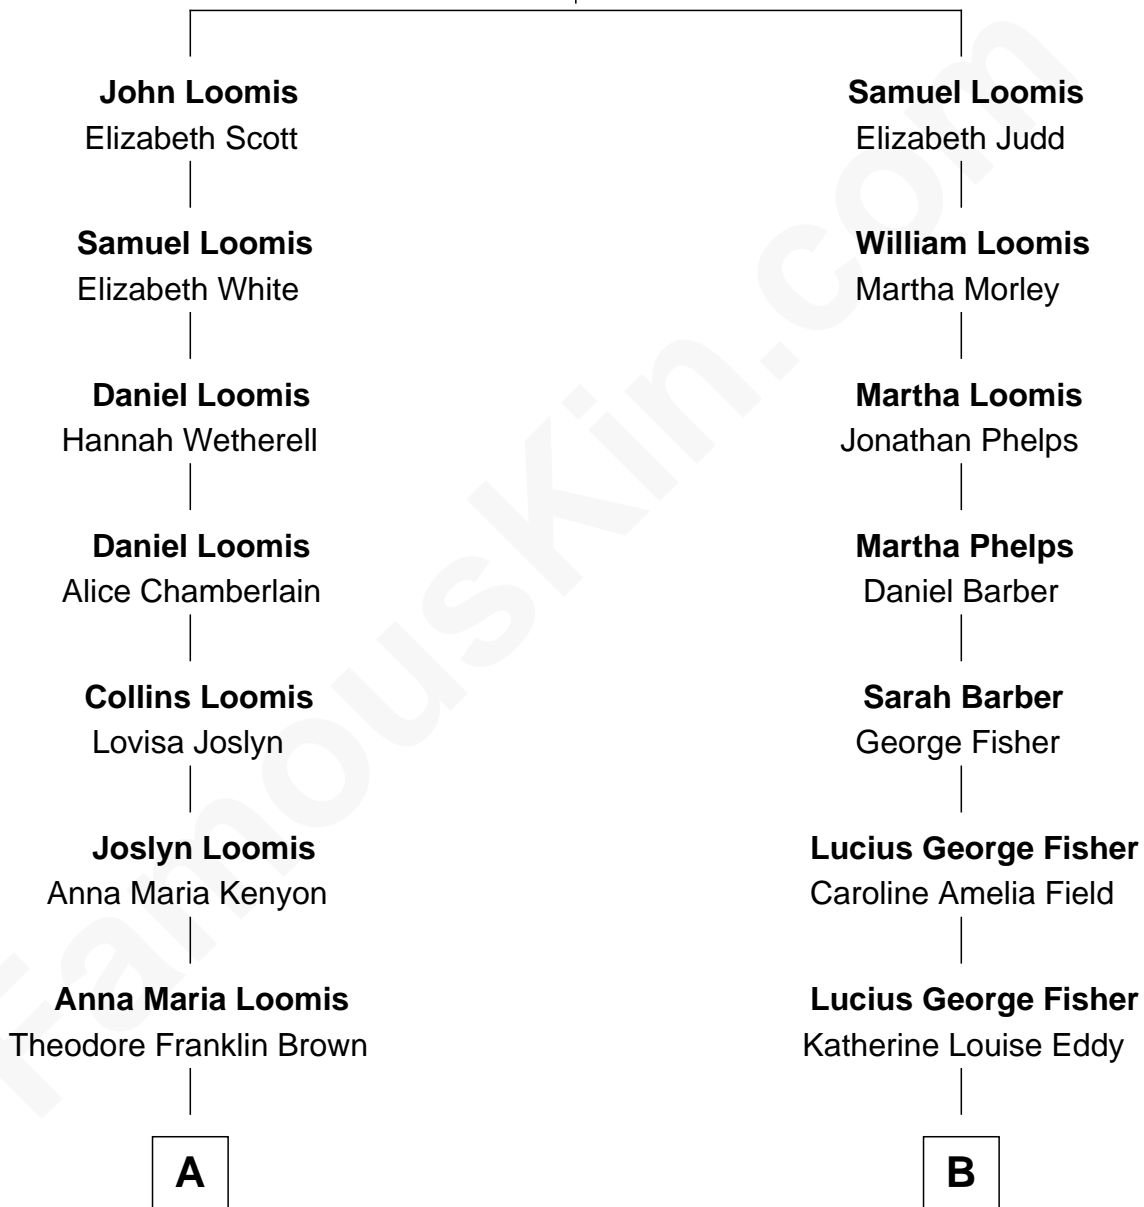 John Loomis
Elizabeth Scott
Samuel Loomis
Elizabeth White
Daniel Loomis
Hannah Wetherell
Daniel Loomis
Alice Chamberlain
Collins Loomis
Lovisa Joslyn
Joslyn Loomis
Anna Maria Kenyon
Anna Maria Loomis
Theodore Franklin Brown
A
Samuel Loomis
Elizabeth Judd
William Loomis
Martha Morley
Martha Loomis
Jonathan Phelps
Martha Phelps
Daniel Barber
Sarah Barber
George Fisher
Lucius George Fisher
Caroline Amelia Field
Lucius George Fisher
Katherine Louise Eddy
B
FamousKin.com